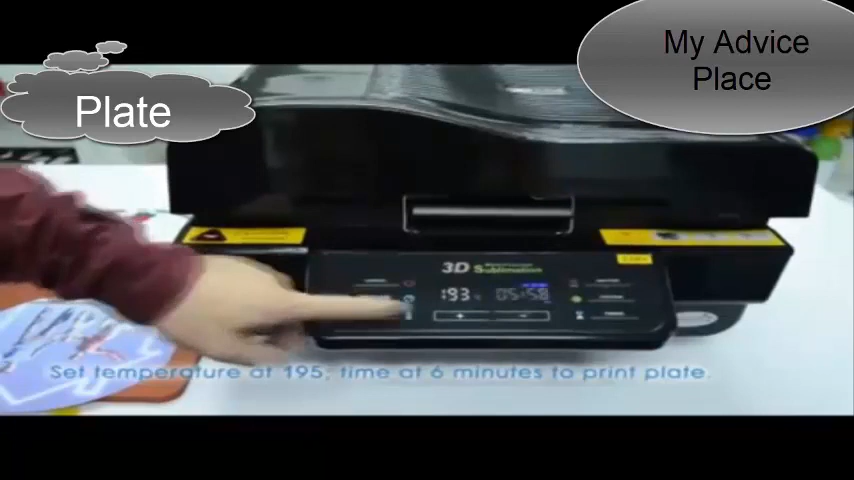 My Advice
Place
Plate
3D Sublimation
193
05:58
+ -
Set temperature at 195, time at 6 minutes to print plate.